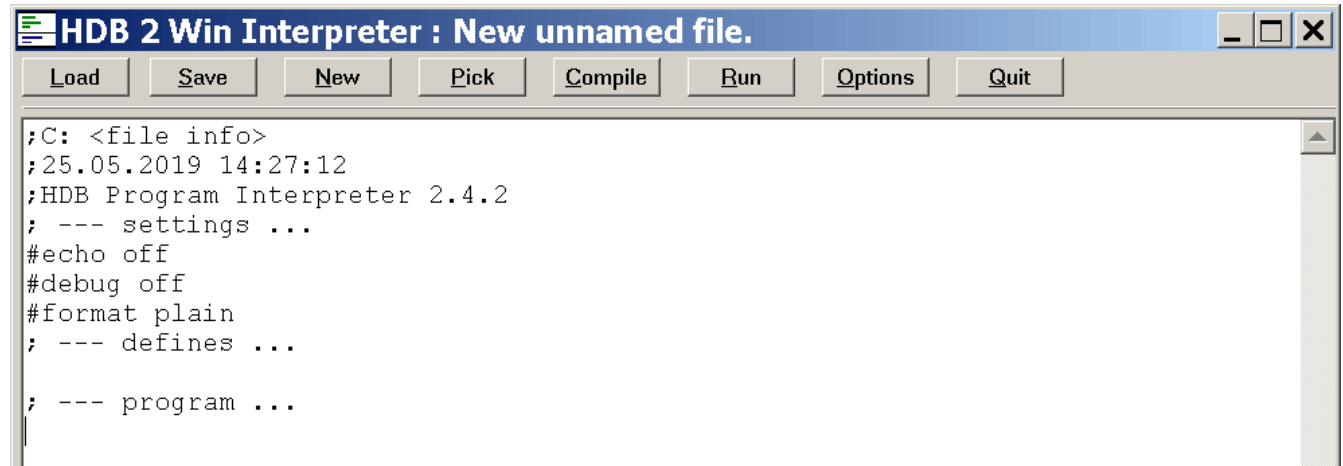 HDB 2 Win Interpreter : New unnamed file.
Load Save New Pick Compile Run Options Quit
;C: <file info>
;25.05.2019 14:27:12
;HDB Program Interpreter 2.4.2
; --- settings ...
#echo off
#debug off
#format plain
; --- defines ...
; --- program ...